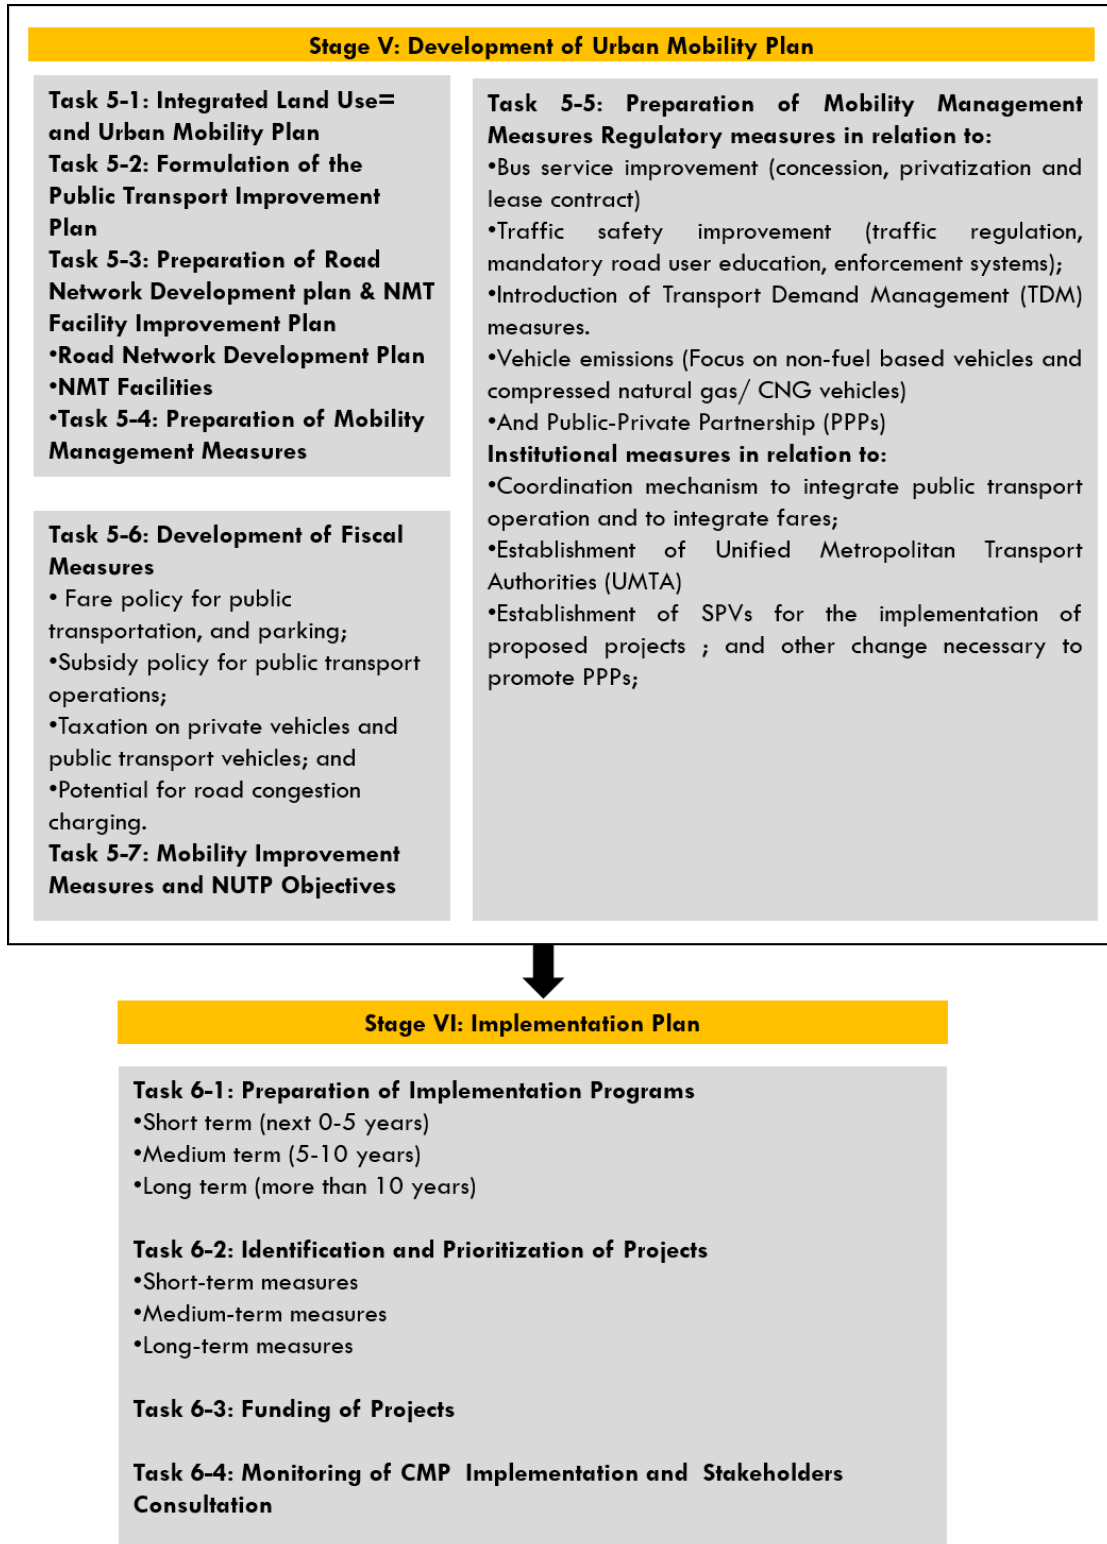 Stage V: Development of Urban Mobility Plan
Task 5-1: Integrated Land Use=
and Urban Mobility Plan
Task 5-2: Formulation of the
Public Transport Improvement
Plan
Task 5-3: Preparation of Road
Network Development plan & NMT
Facility Improvement Plan
•Road Network Development Plan
•NMT Facilities
•Task 5-4: Preparation of Mobility
Management Measures
Task 5-6: Development of Fiscal
Measures
• Fare policy for public
transportation, and parking;
•Subsidy policy for public transport
operations;
•Taxation on private vehicles and
public transport vehicles; and
•Potential for road congestion
charging.
Task 5-7: Mobility Improvement
Measures and NUTP Objectives
Task 5-5: Preparation of Mobility Management
Measures Regulatory measures in relation to:
•Bus service improvement (concession, privatization and
lease contract)
•Traffic safety improvement (traffic regulation,
mandatory road user education, enforcement systems);
•Introduction of Transport Demand Management (TDM)
measures.
•Vehicle emissions (Focus on non-fuel based vehicles and
compressed natural gas/ CNG vehicles)
•And Public-Private Partnership (PPPs)
Institutional measures in relation to:
•Coordination mechanism to integrate public transport
operation and to integrate fares;
•Establishment of Unified Metropolitan Transport
Authorities (UMTA)
•Establishment of SPVs for the implementation of
proposed projects ; and other change necessary to
promote PPPs;
Stage VI: Implementation Plan
Task 6-1: Preparation of Implementation Programs
•Short term (next 0-5 years)
•Medium term (5-10 years)
•Long term (more than 10 years)
Task 6-2: Identification and Prioritization of Projects
•Short-term measures
•Medium-term measures
•Long-term measures
Task 6-3: Funding of Projects
Task 6-4: Monitoring of CMP Implementation and Stakeholders
Consultation